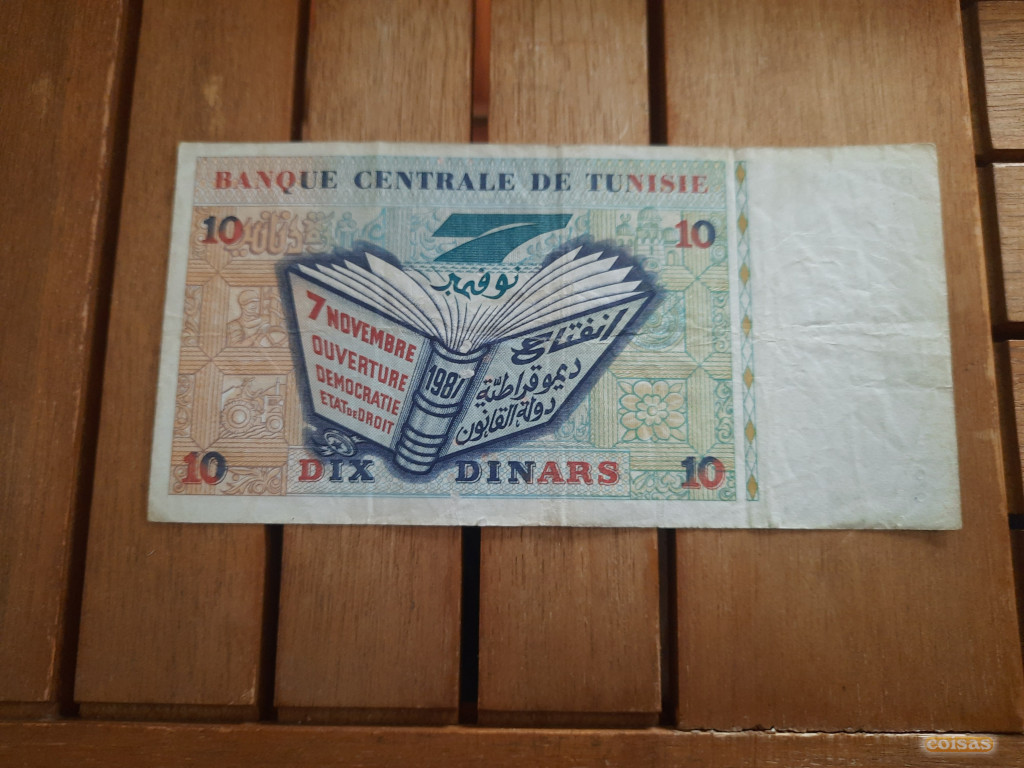 BANQUE CENTRALE DE TUNISIE
10
7
10
نوفمبر
7 NOVEMBRE
OUVERTURE
DEMOCRATIE
ETAT DE DROIT
1987
انفتاح
ديموقراطيّة
دولة القانون
10
DIX DINARS
10
coisas